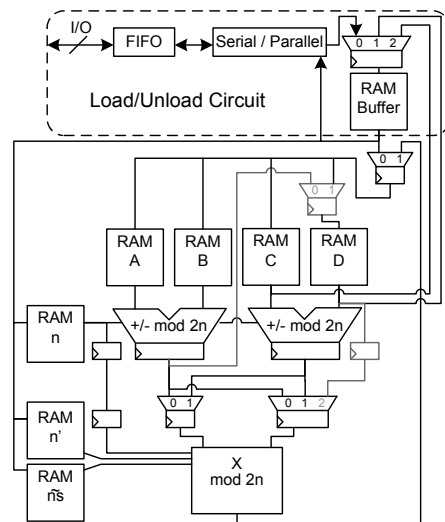 I/O
FIFO
Serial / Parallel
0 1 2
Load/Unload Circuit
RAM
Buffer
0 1
0 1
RAM
A
RAM
B
RAM
C
RAM
D
RAM
n
+/- mod 2n
+/- mod 2n
0 1
0 1 2
RAM
n'
X
mod 2n
RAM
ñs